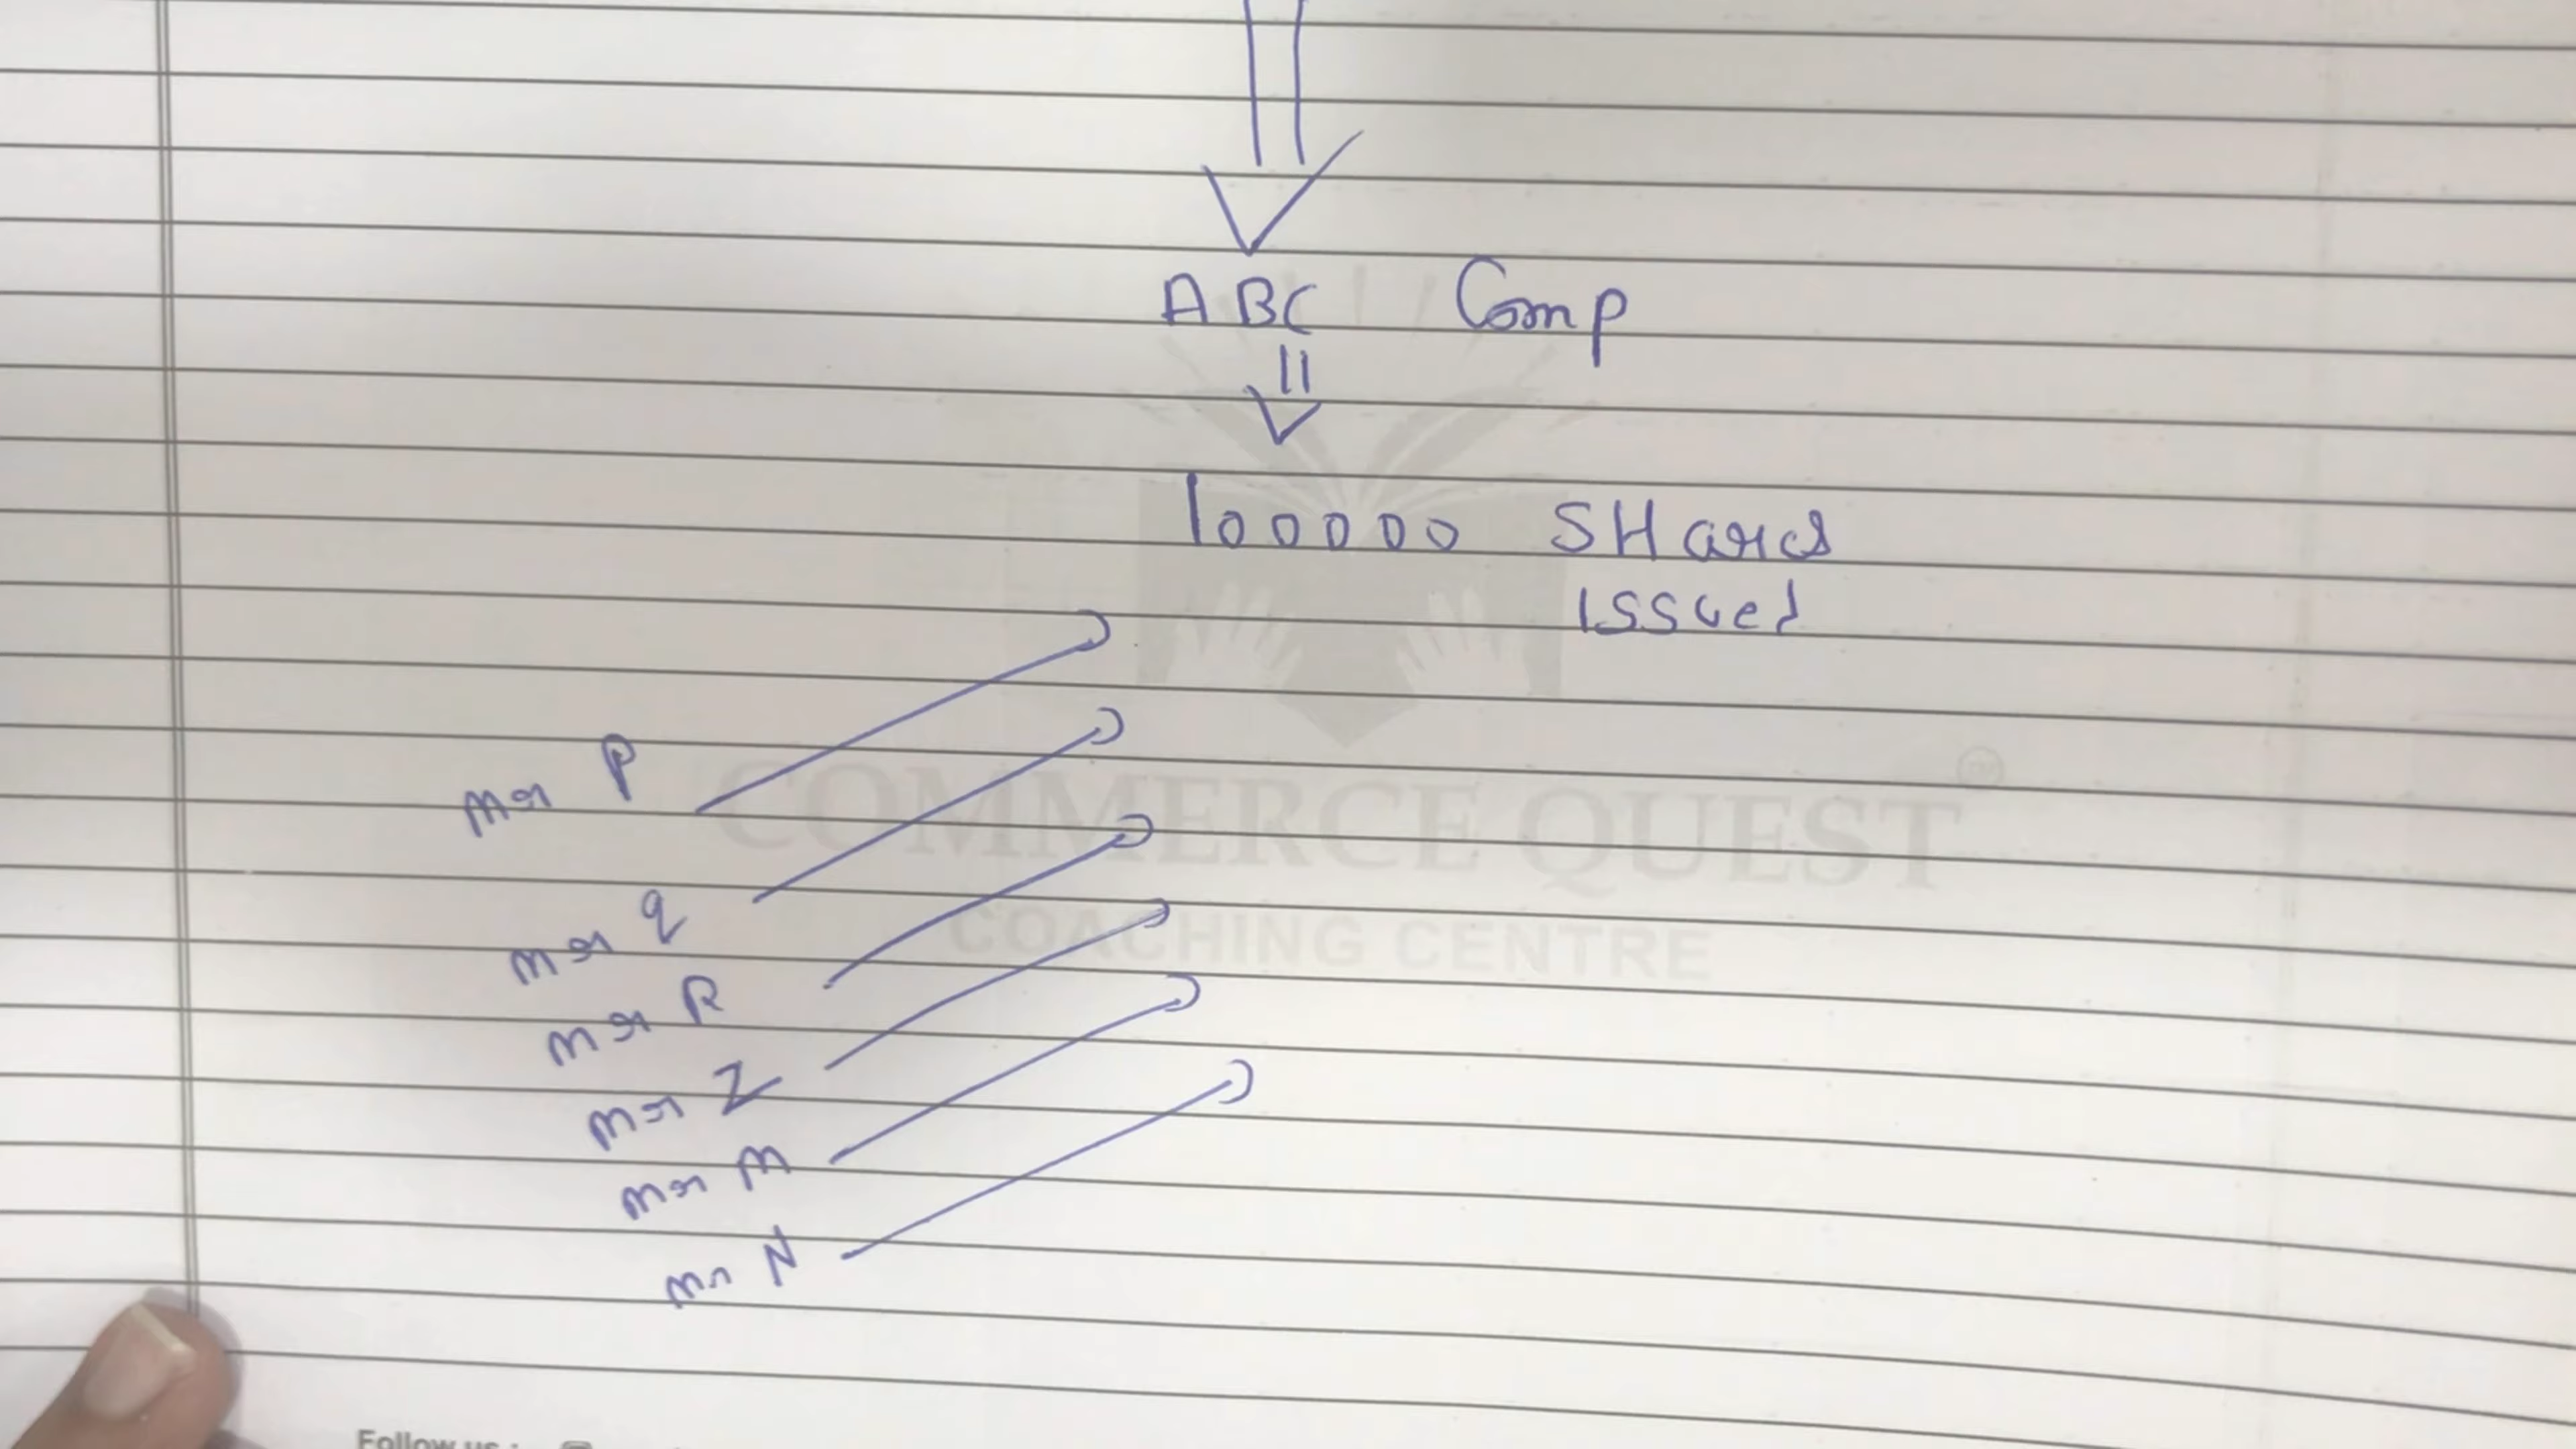 ABC Comp
100000 SHares
Issued
Mr P
Mr q
Mr R
Mr Z
Mr M
Mr N
COMMERCE QUEST
COACHING CENTRE
Follow us :